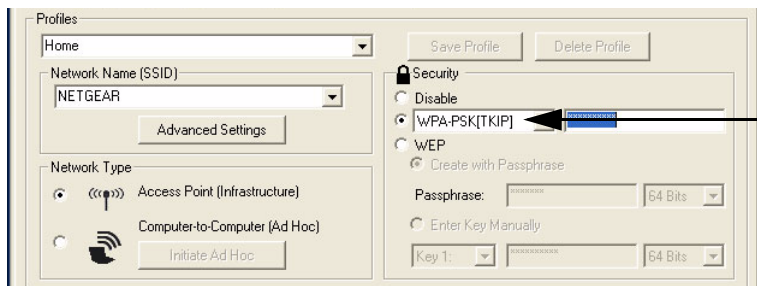 Profiles
Home
Save Profile
Delete Profile
Network Name (SSID)
NETGEAR
Advanced Settings
Network Type
Access Point (Infrastructure)
Computer-to-Computer (Ad Hoc)
Initiate Ad Hoc
Security
Disable
WPA-PSK[TKIP]
WEP
Create with Passphrase
Passphrase:
64 Bits
Enter Key Manually
Key 1:
64 Bits